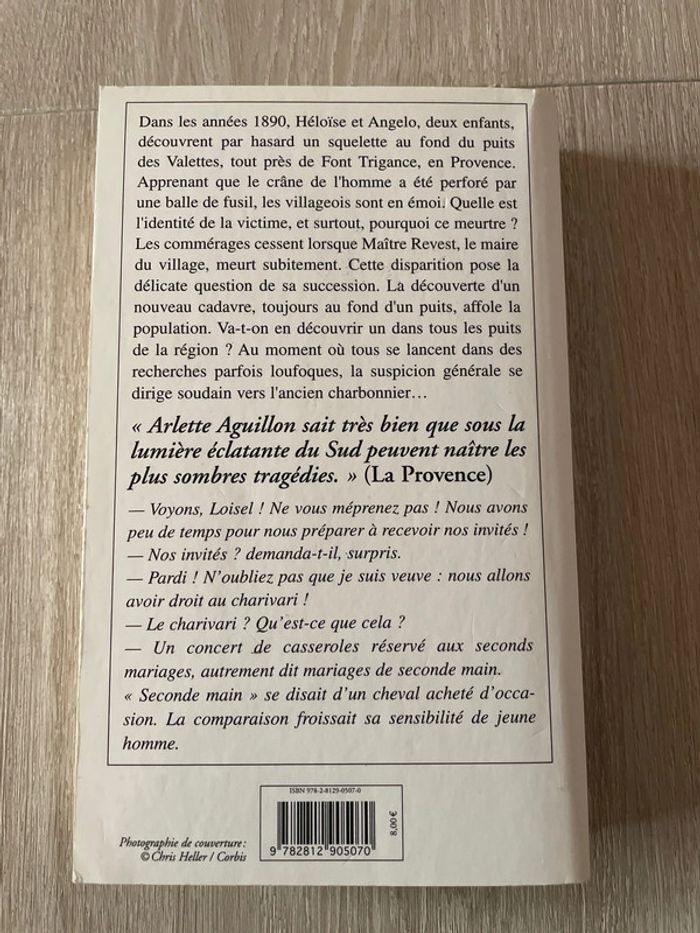 Dans les années 1890, Héloïse et Angelo, deux enfants,
découvrent par hasard un squelette au fond du puits
des Valettes, tout près de Font Trigance, en Provence.
Apprenant que le crâne de l'homme a été perforé par
une balle de fusil, les villageois sont en émoi. Quelle est
l'identité de la victime, et surtout, pourquoi ce meurtre ?
Les commérages cessent lorsque Maître Revest, le maire
du village, meurt subitement. Cette disparition pose la
délicate question de sa succession. La découverte d'un
nouveau cadavre, toujours au fond d'un puits, affole la
population. Va-t-on en découvrir un dans tous les puits
de la région ? Au moment où tous se lancent dans des
recherches parfois loufoques, la suspicion générale se
dirige soudain vers l'ancien charbonnier…
« Arlette Aguillon sait très bien que sous la
lumière éclatante du Sud peuvent naître les
plus sombres tragédies. » (La Provence)
— Voyons, Loisel ! Ne vous méprenez pas ! Nous avons
peu de temps pour nous préparer à recevoir nos invités !
— Nos invités ? demanda-t-il, surpris.
— Pardi ! N'oubliez pas que je suis veuve : nous allons
avoir droit au charivari !
— Le charivari ? Qu'est-ce que cela ?
— Un concert de casseroles réservé aux seconds
mariages, autrement dit mariages de seconde main.
« Seconde main » se disait d'un cheval acheté d'occa-
sion. La comparaison froissait sa sensibilité de jeune
homme.
ISBN 978-2-8129-0507-0
8,00 €
9 782812 905070
Photographie de couverture :
© Chris Heller / Corbis